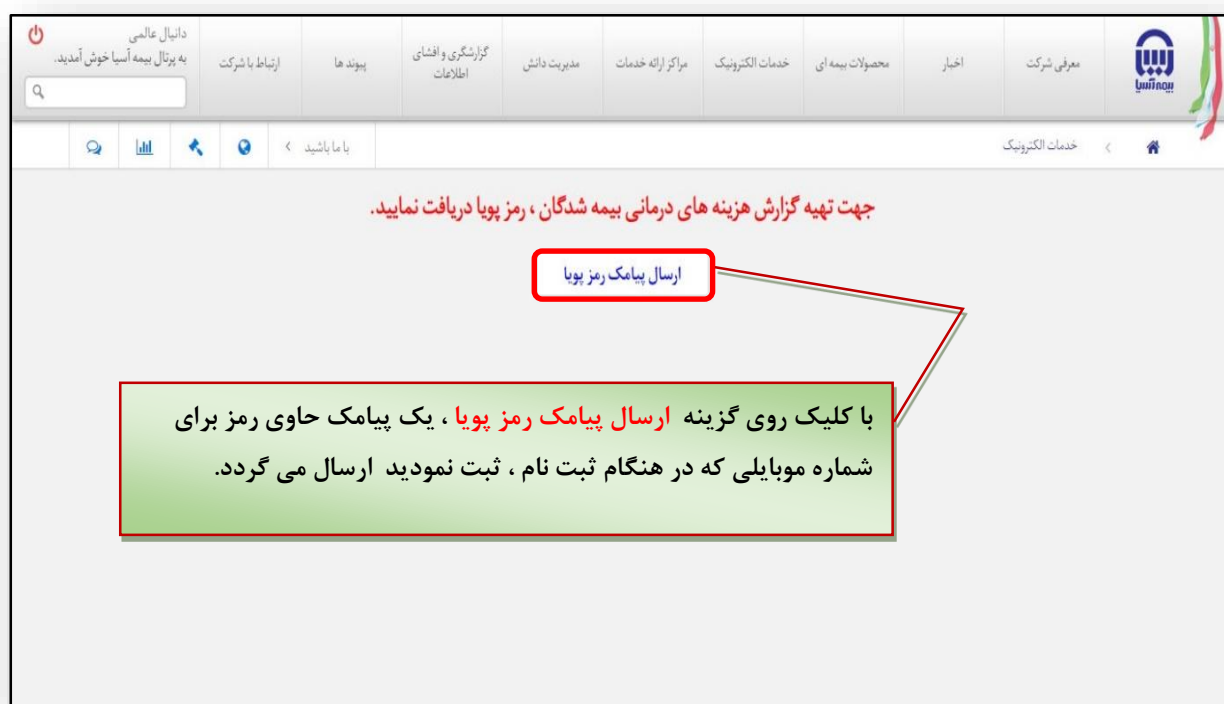 بیمه آسیا
معرفی شرکت
اخبار
محصولات بیمه ای
خدمات الکترونیک
مراکز ارائه خدمات
مدیریت دانش
گزارشگری و افشای
اطلاعات
پیوند ها
ارتباط با شرکت
دانیال عالمی
به پرتال بیمه آسیا خوش آمدید.
خدمات الکترونیک
با ما باشید
جهت تهیه گزارش هزینه های درمانی بیمه شدگان ، رمز پویا دریافت نمایید.
ارسال پیامک رمز پویا
با کلیک روی گزینه ارسال پیامک رمز پویا ، یک پیامک حاوی رمز برای
شماره موبایلی که در هنگام ثبت نام ، ثبت نمودید ارسال می گردد.